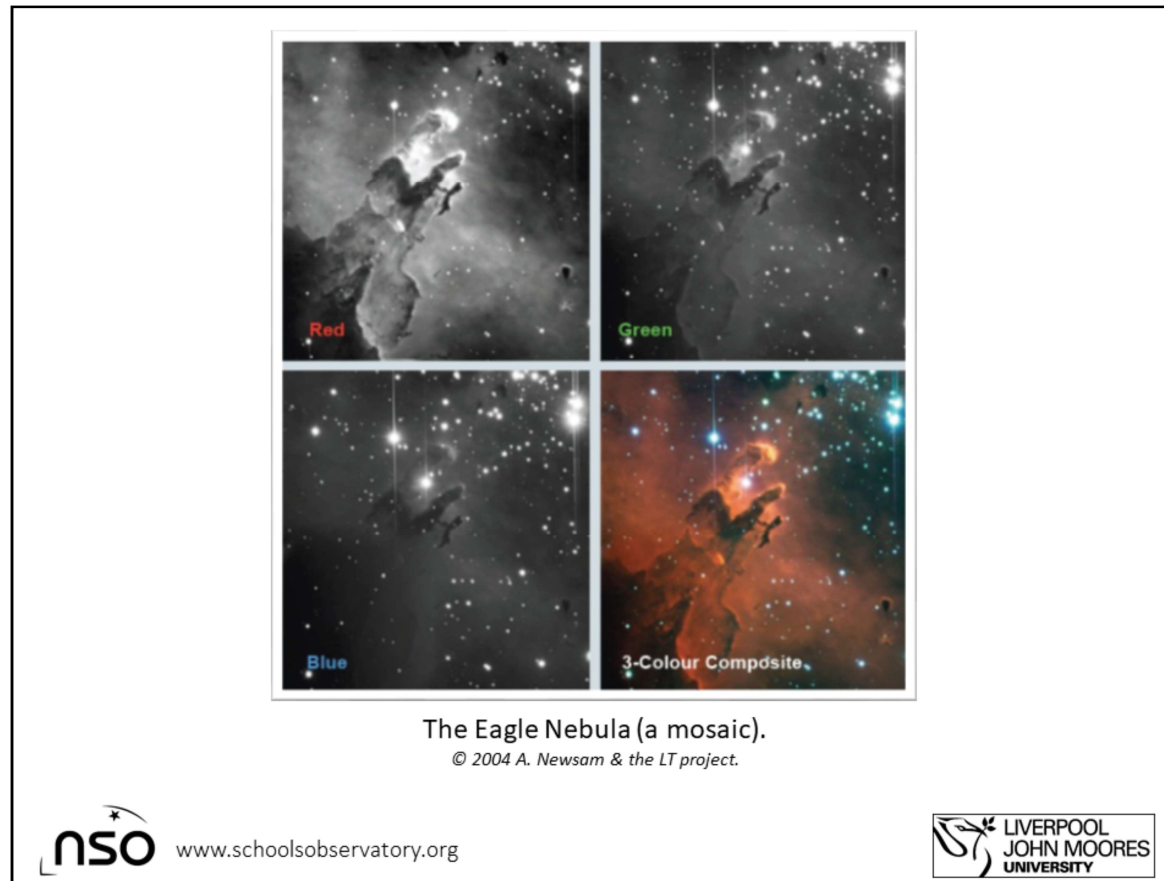 Red
Green
Blue
3-Colour Composite
The Eagle Nebula (a mosaic).
© 2004 A. Newsam & the LT project.
nso
www.schoolsobservatory.org
LIVERPOOL
JOHN MOORES
UNIVERSITY